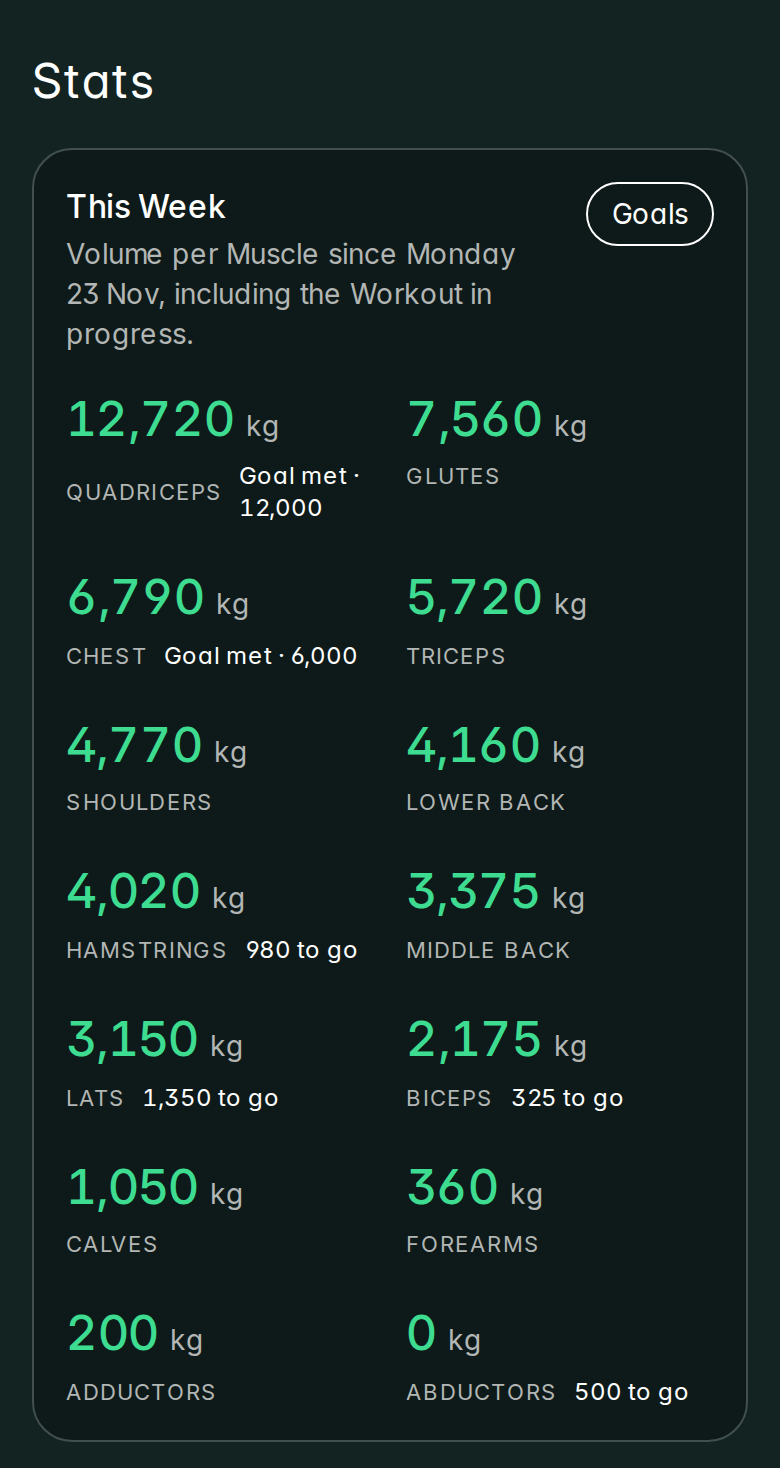 Stats
This Week
Goals
Volume per Muscle since Monday
23 Nov, including the Workout in
progress.
12,720 kg
QUADRICEPS Goal met ·
12,000
7,560 kg
GLUTES
6,790 kg
CHEST Goal met · 6,000
5,720 kg
TRICEPS
4,770 kg
SHOULDERS
4,160 kg
LOWER BACK
4,020 kg
HAMSTRINGS 980 to go
3,375 kg
MIDDLE BACK
3,150 kg
LATS 1,350 to go
2,175 kg
BICEPS 325 to go
1,050 kg
CALVES
360 kg
FOREARMS
200 kg
ADDUCTORS
0 kg
ABDUCTORS 500 to go